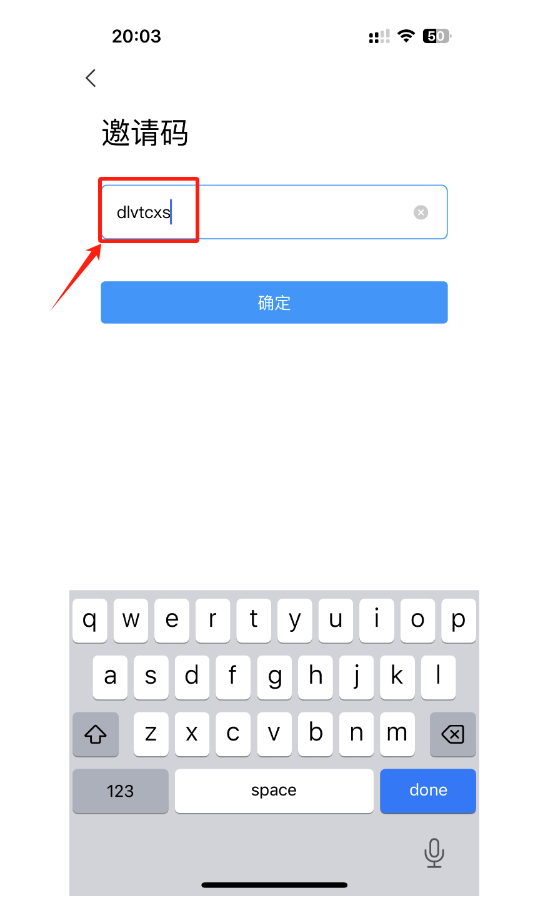 20:03
50
邀请码
dlvtcxs
确定
q w e r t y u i o p
a s d f g h j k l
z x c v b n m
123 space done